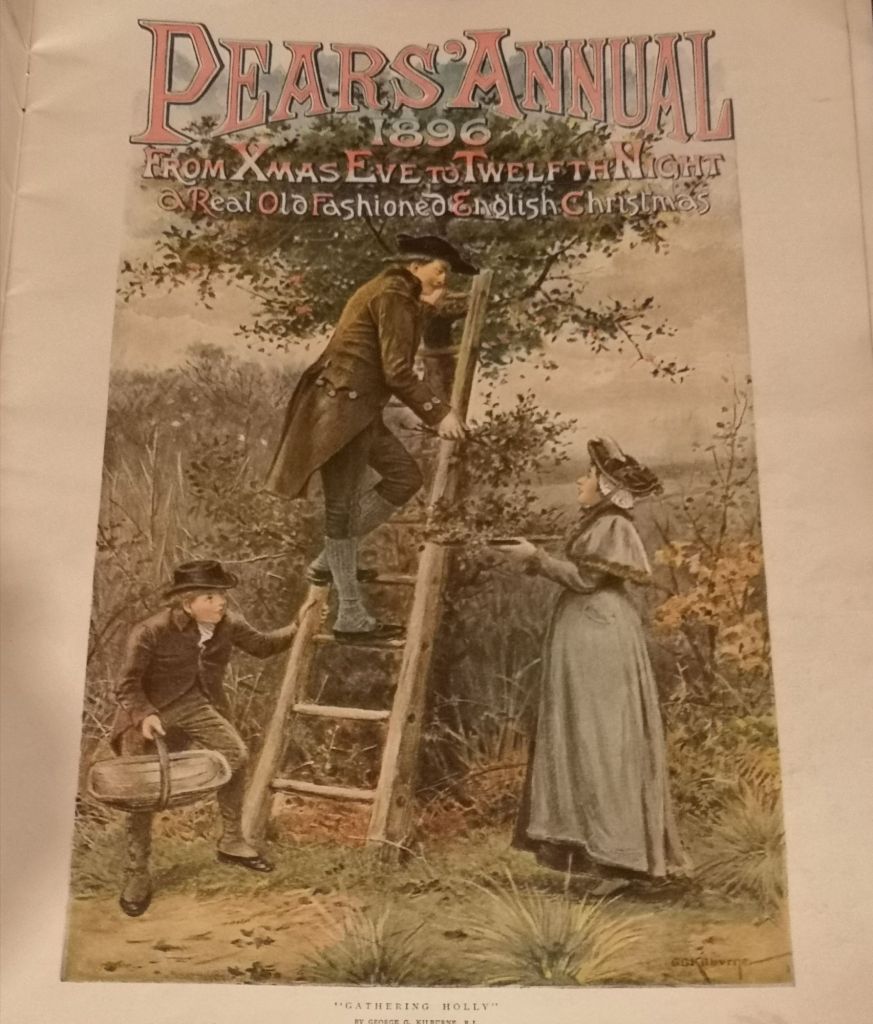 PEARS' ANNUAL
1896
FROM XMAS EVE TO TWELFTH NIGHT
A Real Old Fashioned English Christmas
G.G. Kilburne
"GATHERING HOLLY"
BY GEORGE G. KILBURNE, R.I.